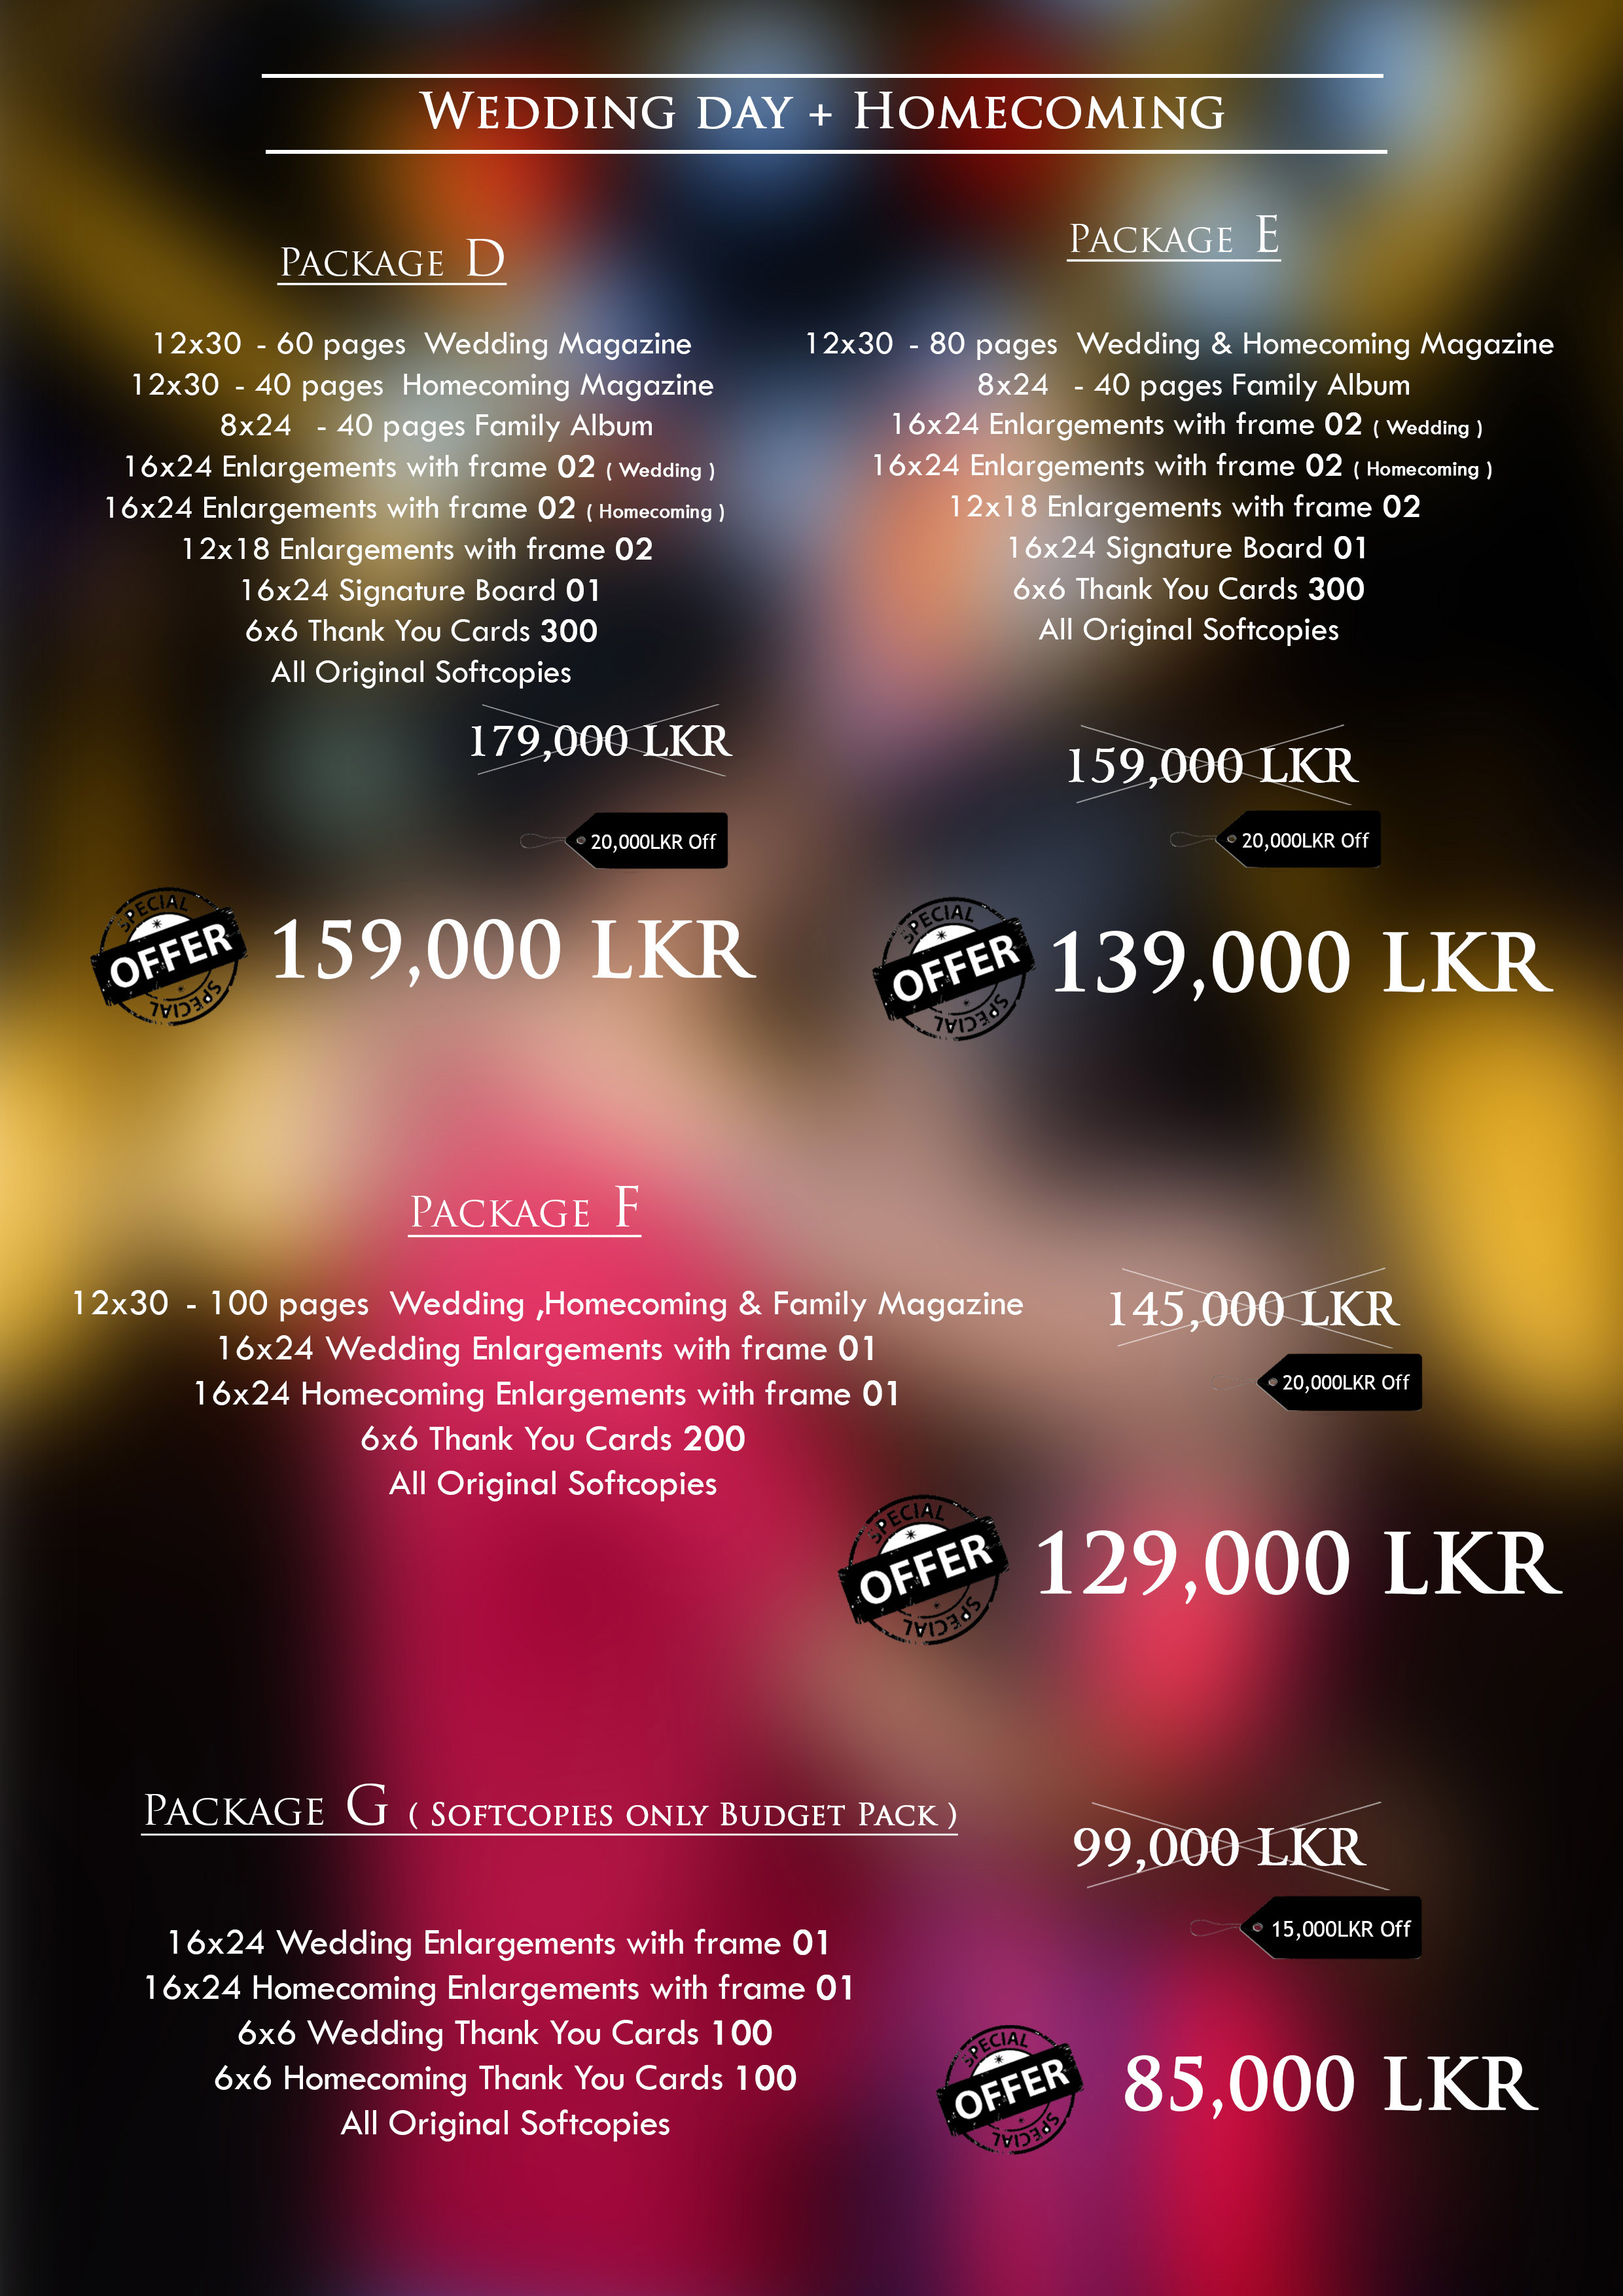 Wedding day + Homecoming
Package D
12x30 - 60 pages Wedding Magazine
12x30 - 40 pages Homecoming Magazine
8x24 - 40 pages Family Album
16x24 Enlargements with frame 02 ( Wedding )
16x24 Enlargements with frame 02 ( Homecoming )
12x18 Enlargements with frame 02
16x24 Signature Board 01
6x6 Thank You Cards 300
All Original Softcopies
179,000 LKR
20,000LKR Off
SPECIAL
OFFER
SPECIAL
159,000 LKR
Package E
12x30 - 80 pages Wedding & Homecoming Magazine
8x24 - 40 pages Family Album
16x24 Enlargements with frame 02 ( Wedding )
16x24 Enlargements with frame 02 ( Homecoming )
12x18 Enlargements with frame 02
16x24 Signature Board 01
6x6 Thank You Cards 300
All Original Softcopies
159,000 LKR
20,000LKR Off
SPECIAL
OFFER
SPECIAL
139,000 LKR
Package F
12x30 - 100 pages Wedding ,Homecoming & Family Magazine
16x24 Wedding Enlargements with frame 01
16x24 Homecoming Enlargements with frame 01
6x6 Thank You Cards 200
All Original Softcopies
145,000 LKR
20,000LKR Off
SPECIAL
OFFER
SPECIAL
129,000 LKR
Package G ( Softcopies only Budget Pack )
16x24 Wedding Enlargements with frame 01
16x24 Homecoming Enlargements with frame 01
6x6 Wedding Thank You Cards 100
6x6 Homecoming Thank You Cards 100
All Original Softcopies
99,000 LKR
15,000LKR Off
SPECIAL
OFFER
SPECIAL
85,000 LKR